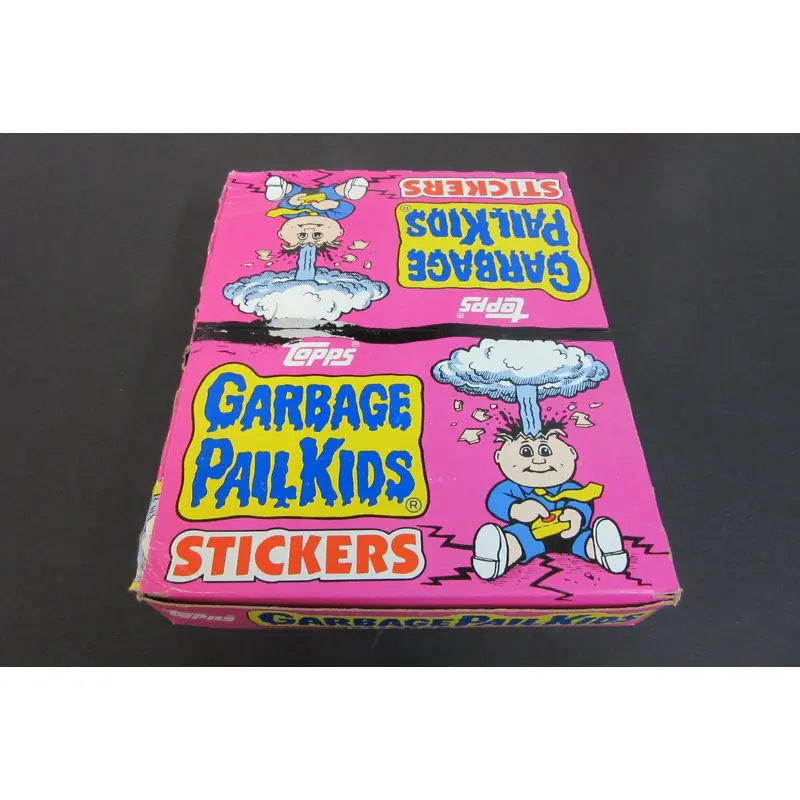 STICKERS
GARBAGE
PAIL KIDS®
topps®
topps®
GARBAGE
PAIL KIDS®
STICKERS
topps GARBAGE PAIL KIDS